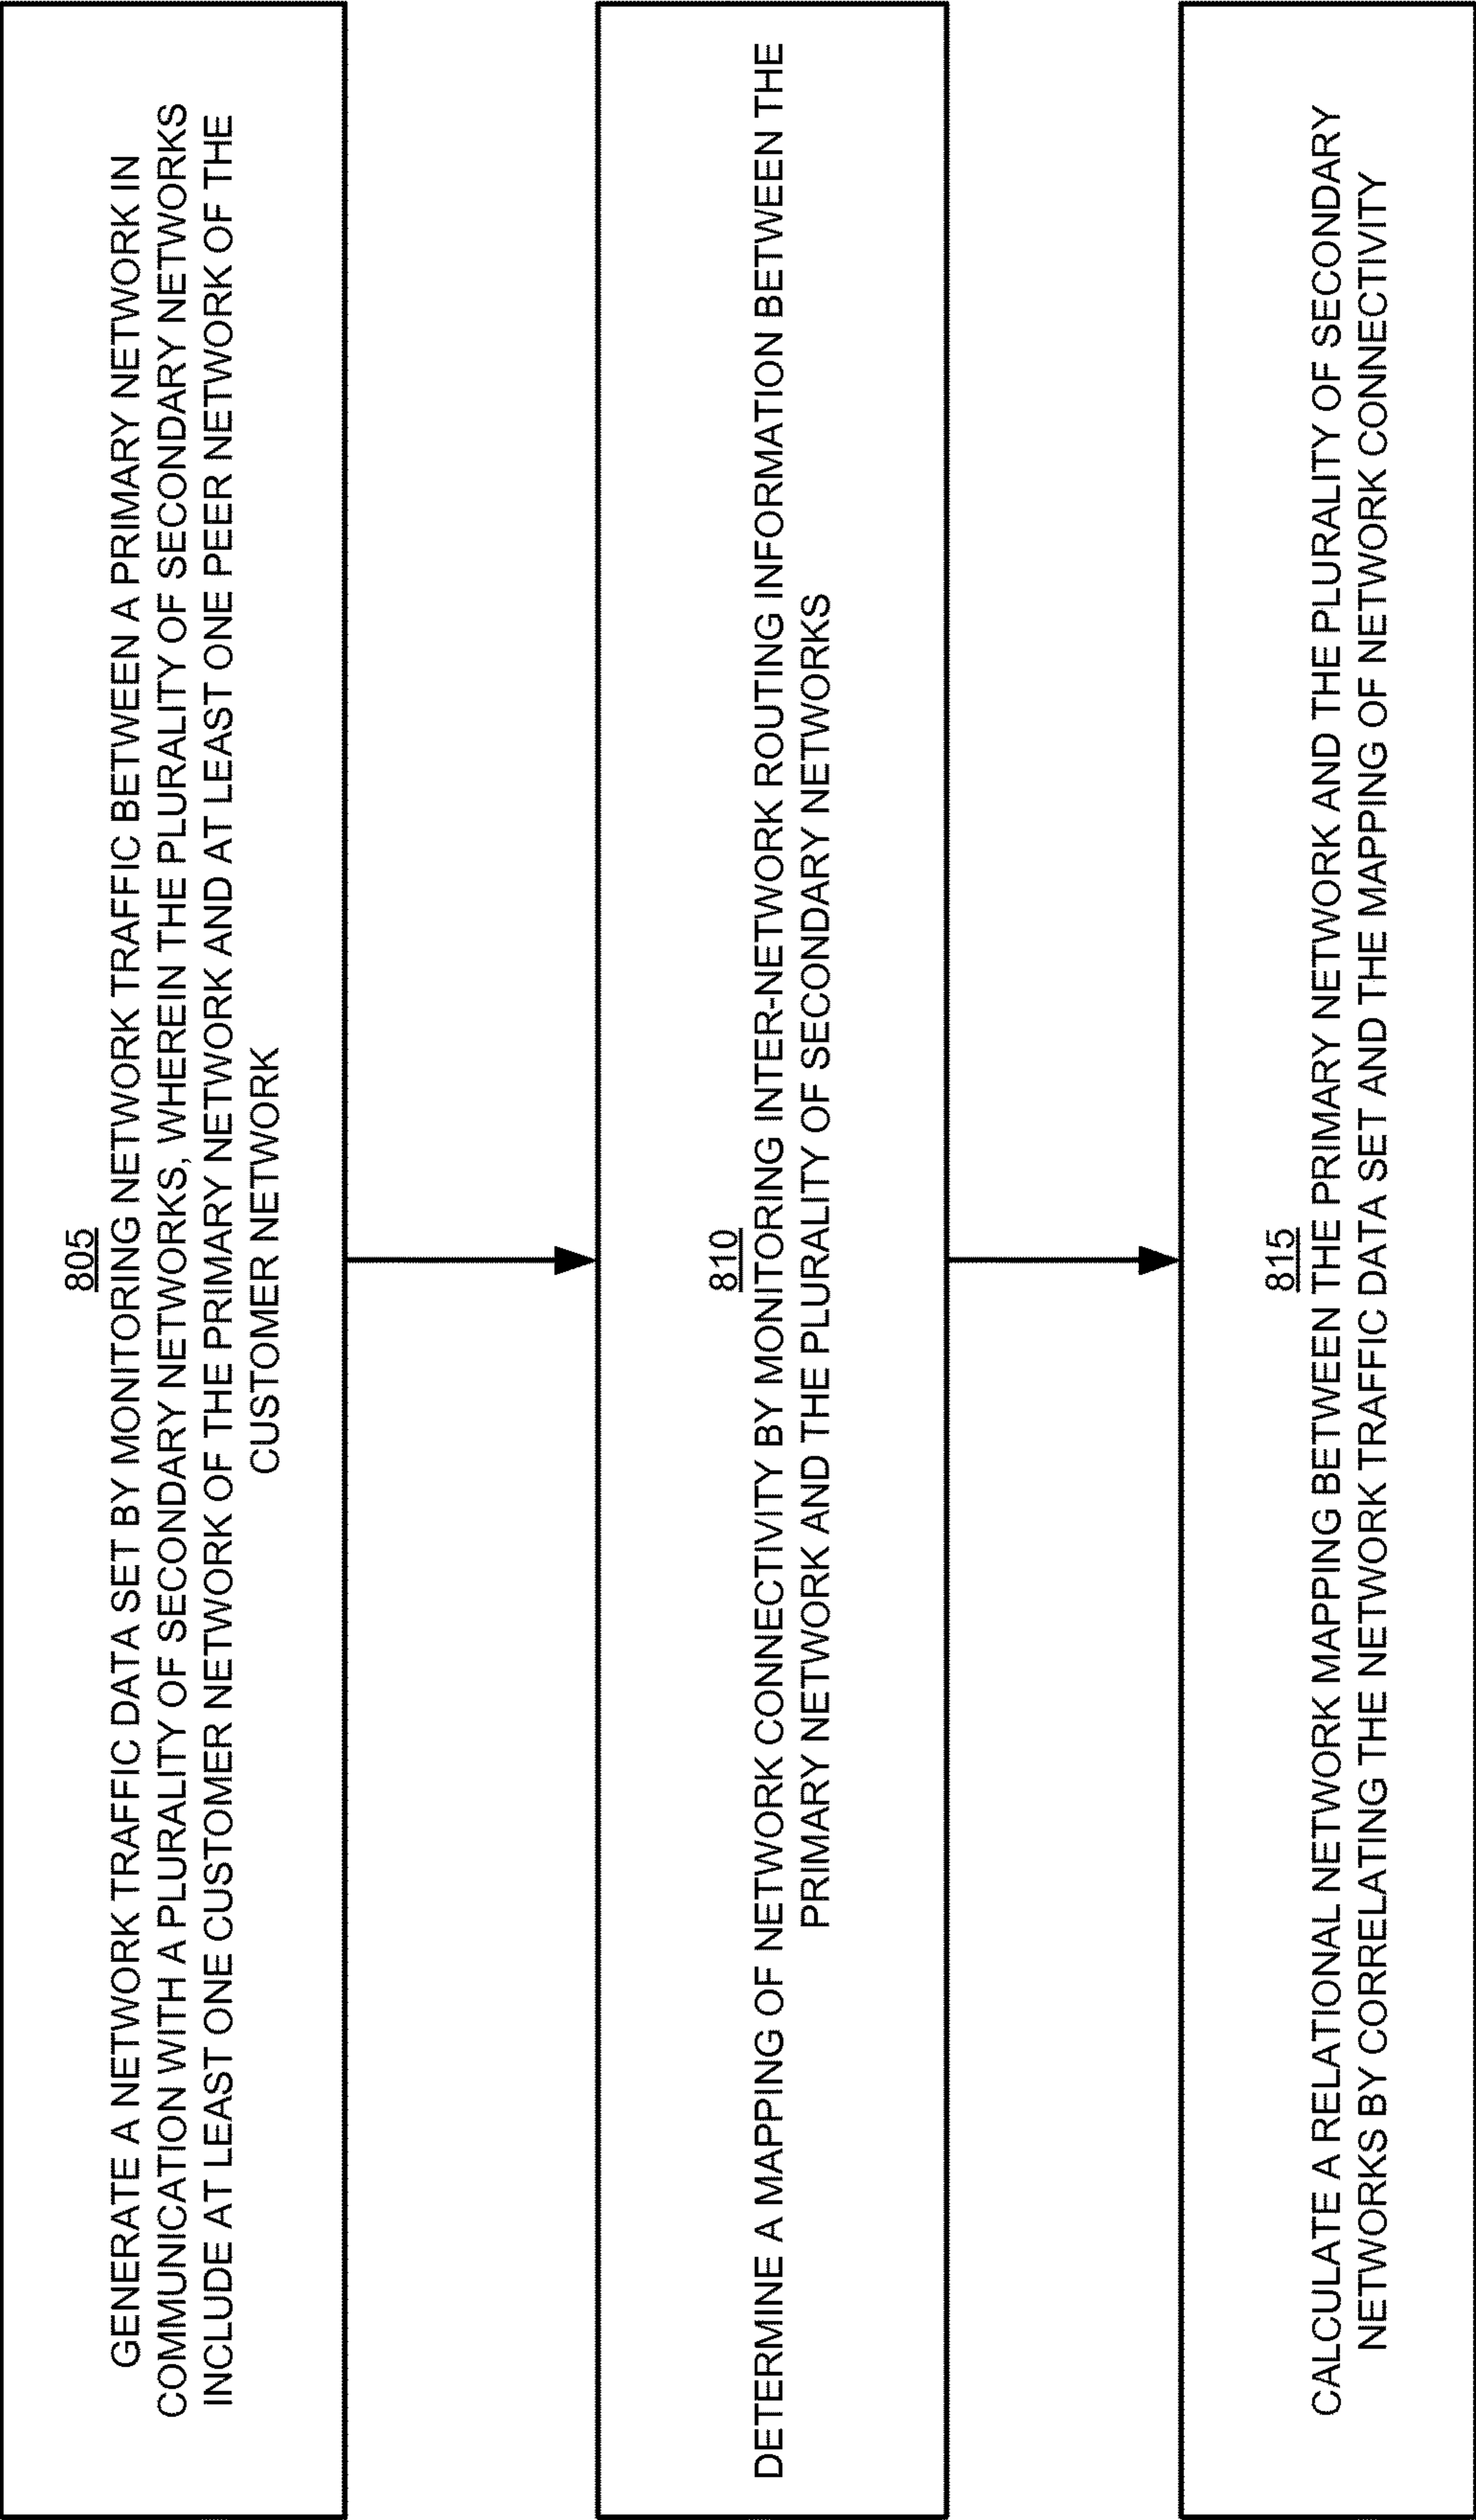 805
GENERATE A NETWORK TRAFFIC DATA SET BY MONITORING NETWORK TRAFFIC BETWEEN A PRIMARY NETWORK IN
COMMUNICATION WITH A PLURALITY OF SECONDARY NETWORKS, WHEREIN THE PLURALITY OF SECONDARY NETWORKS
INCLUDE AT LEAST ONE CUSTOMER NETWORK OF THE PRIMARY NETWORK AND AT LEAST ONE PEER NETWORK OF THE
CUSTOMER NETWORK
810
DETERMINE A MAPPING OF NETWORK CONNECTIVITY BY MONITORING INTER-NETWORK ROUTING INFORMATION BETWEEN THE
PRIMARY NETWORK AND THE PLURALITY OF SECONDARY NETWORKS
815
CALCULATE A RELATIONAL NETWORK MAPPING BETWEEN THE PRIMARY NETWORK AND THE PLURALITY OF SECONDARY
NETWORKS BY CORRELATING THE NETWORK TRAFFIC DATA SET AND THE MAPPING OF NETWORK CONNECTIVITY